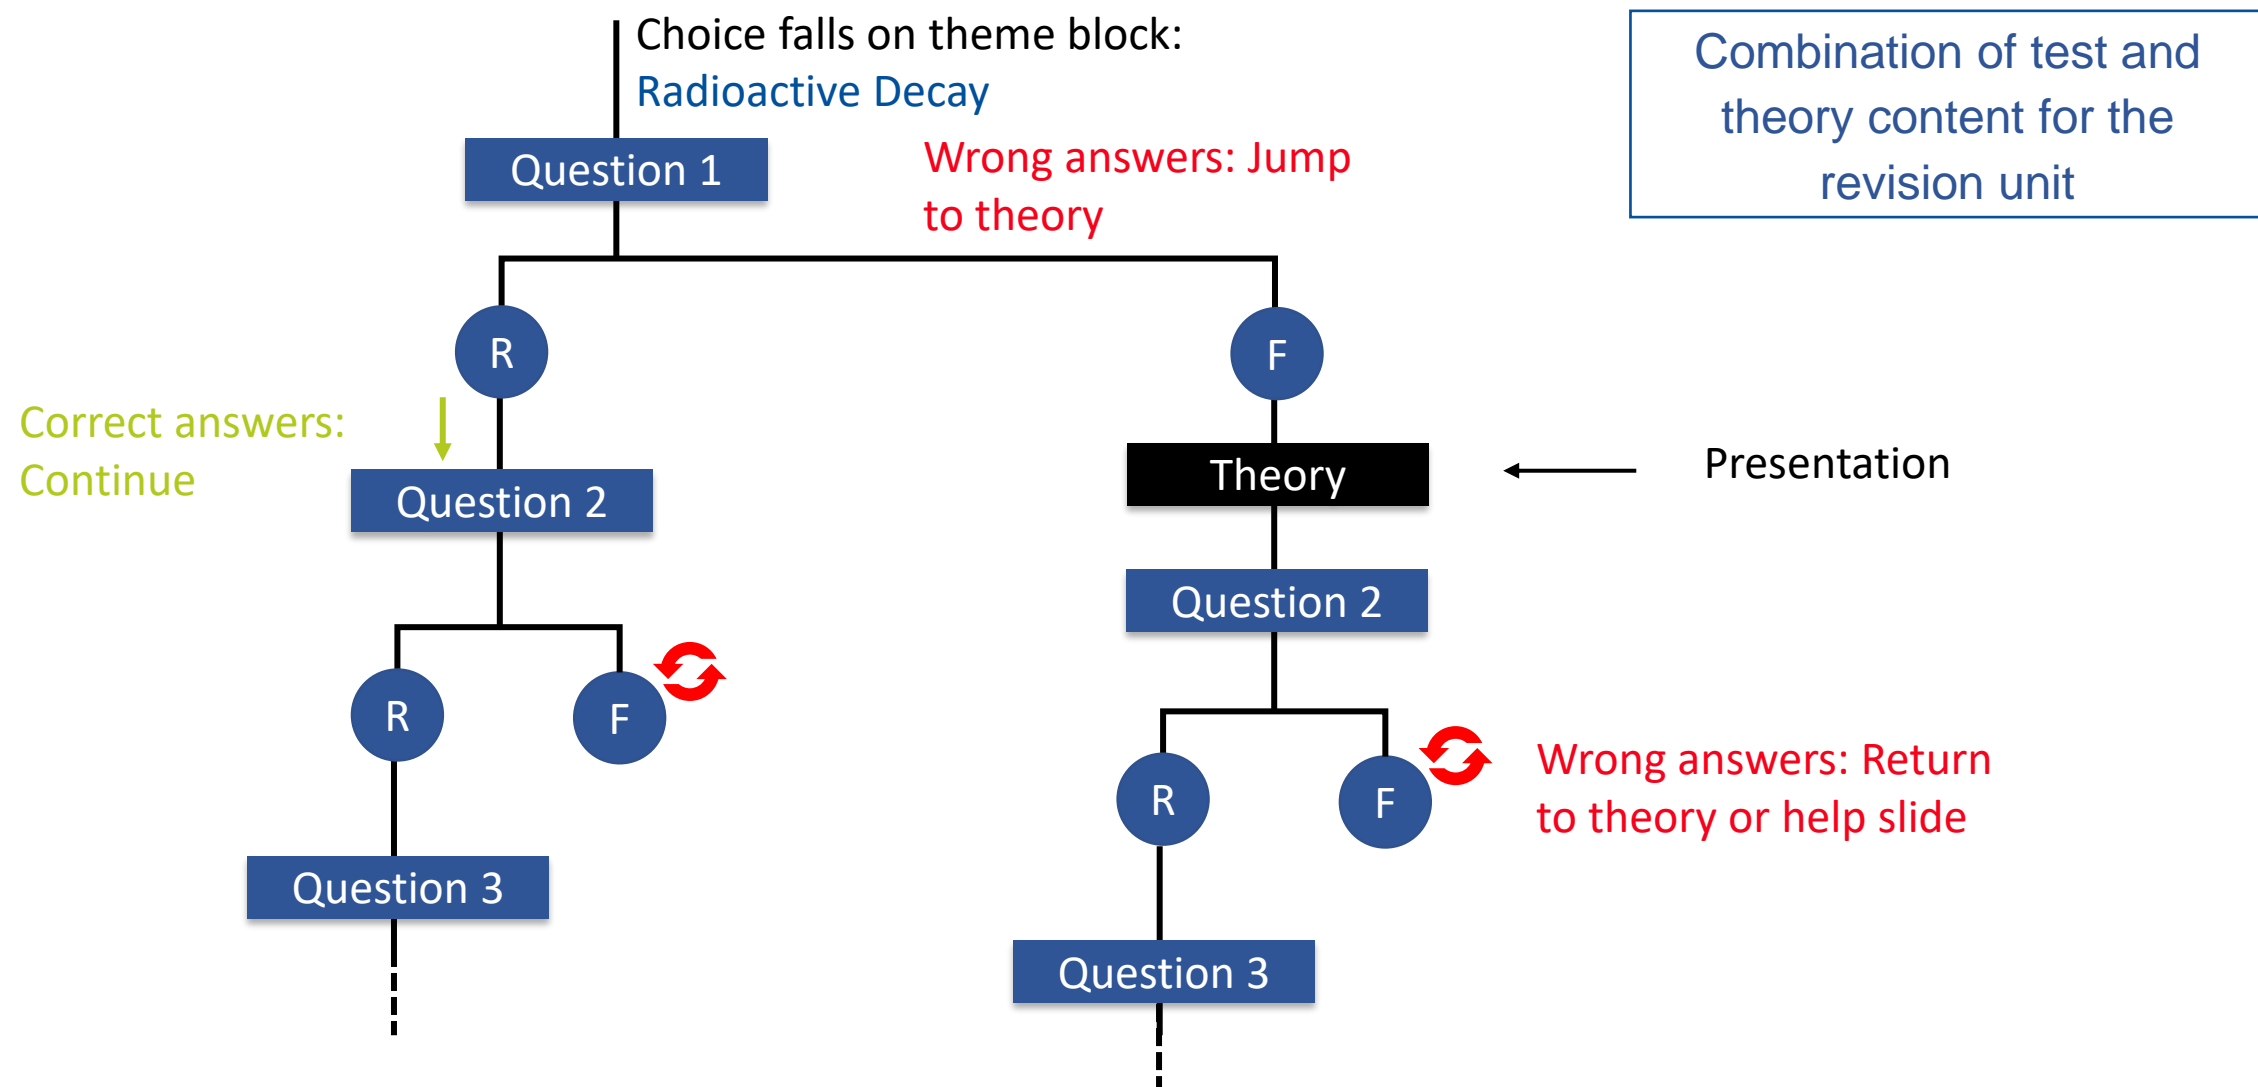 Choice falls on theme block:
Radioactive Decay
Combination of test and
theory content for the
revision unit
Question 1
Wrong answers: Jump
to theory
R
F
Correct answers:
Continue
Question 2
Theory
Presentation
Question 2
R
F
R
F
Wrong answers: Return
to theory or help slide
Question 3
Question 3